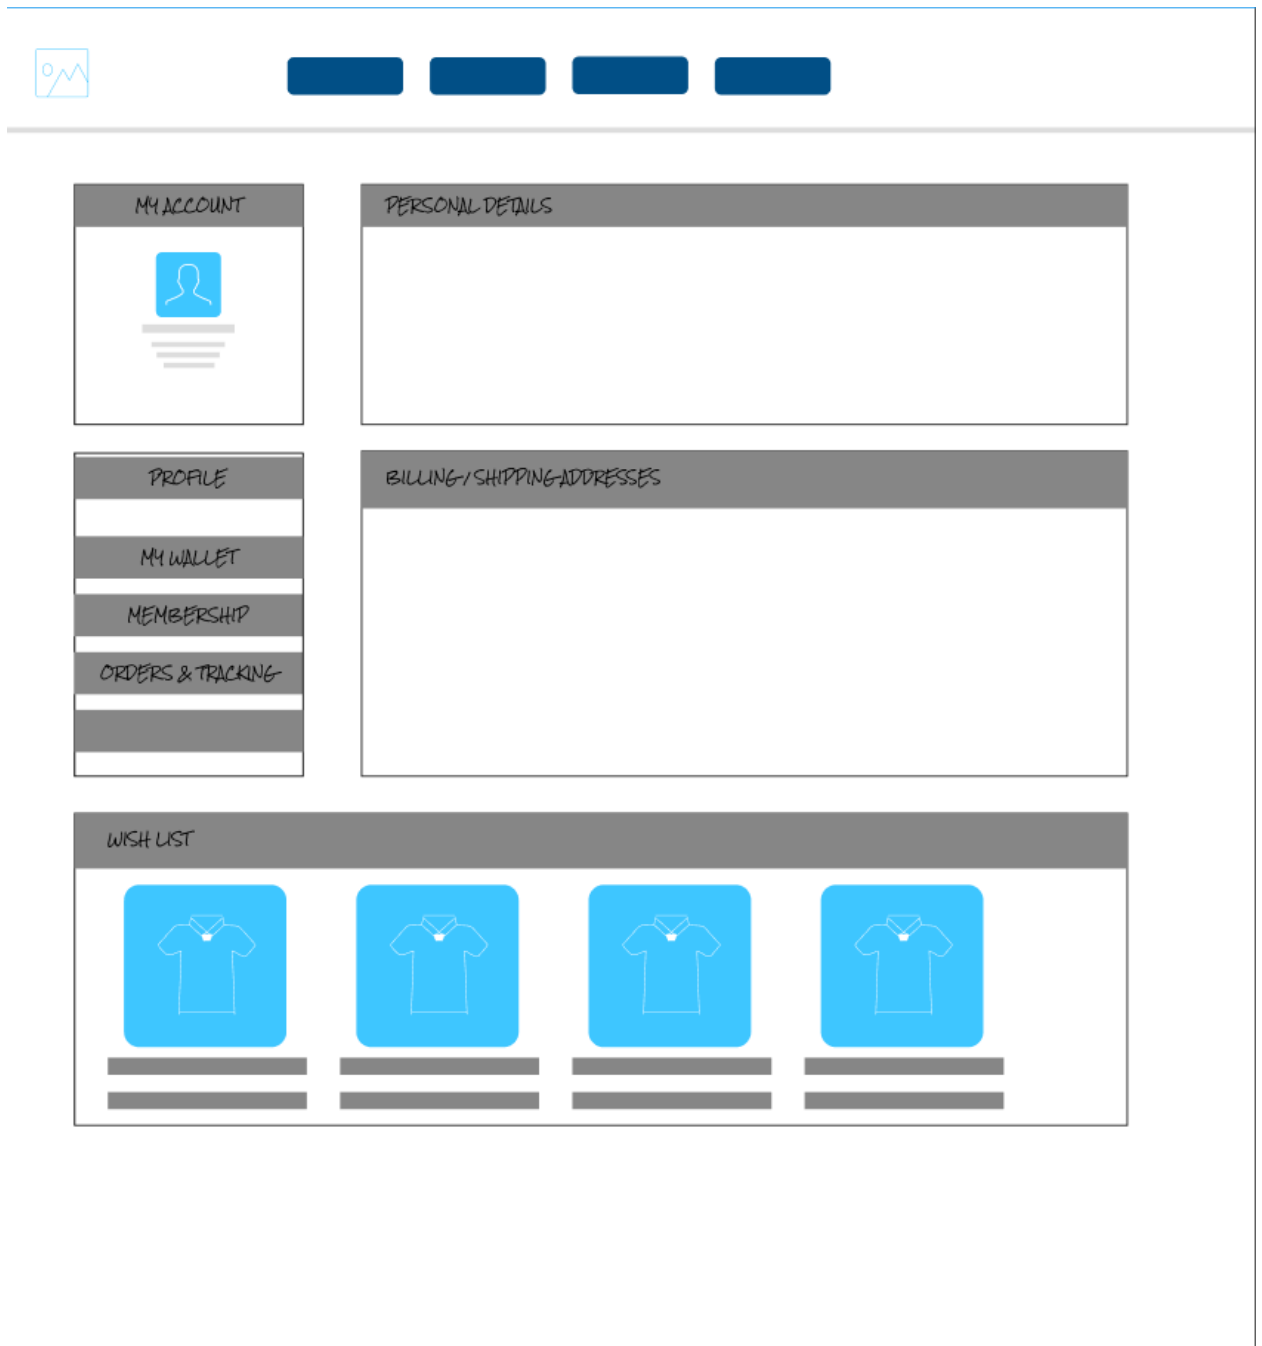 MY ACCOUNT
PERSONAL DETAILS
PROFILE
MY WALLET
MEMBERSHIP
ORDERS & TRACKING
BILLING / SHIPPING ADDRESSES
WISH LIST